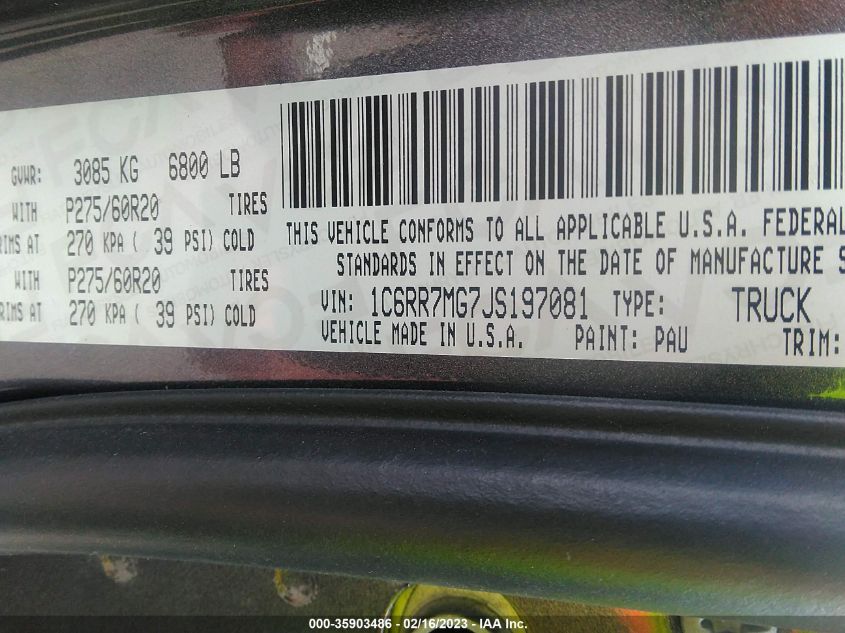 GVWR: 3085 KG 6800 LB
WITH P275/60R20 TIRES
RIMS AT 270 KPA ( 39 PSI) COLD
WITH P275/60R20 TIRES
RIMS AT 270 KPA ( 39 PSI) COLD
THIS VEHICLE CONFORMS TO ALL APPLICABLE U.S.A. FEDERAL
STANDARDS IN EFFECT ON THE DATE OF MANUFACTURE S
VIN: 1C6RR7MG7JS197081 TYPE: TRUCK
VEHICLE MADE IN U.S.A. PAINT: PAU TRIM:
000-35903486 - 02/16/2023 - IAA Inc.